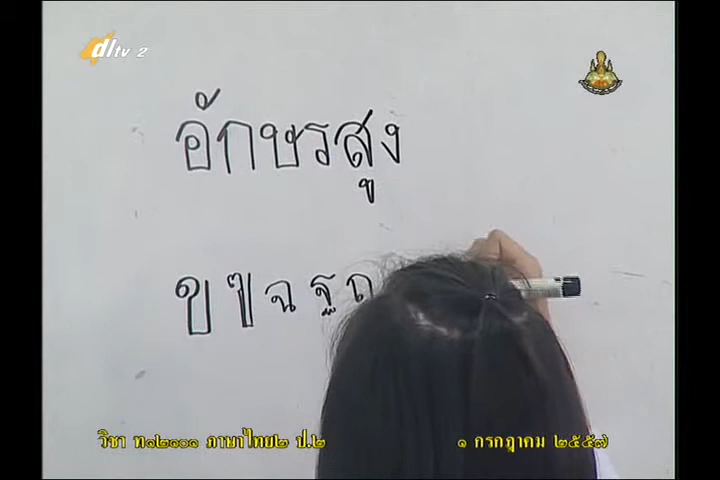 dltv 2
อักษรสูง
ข ฃ ฉ ฐ ถ
วิชา ท๑๒๑๐๑ ภาษาไทย๒ ป.๒
๑ กรกฎาคม ๒๕๕๗